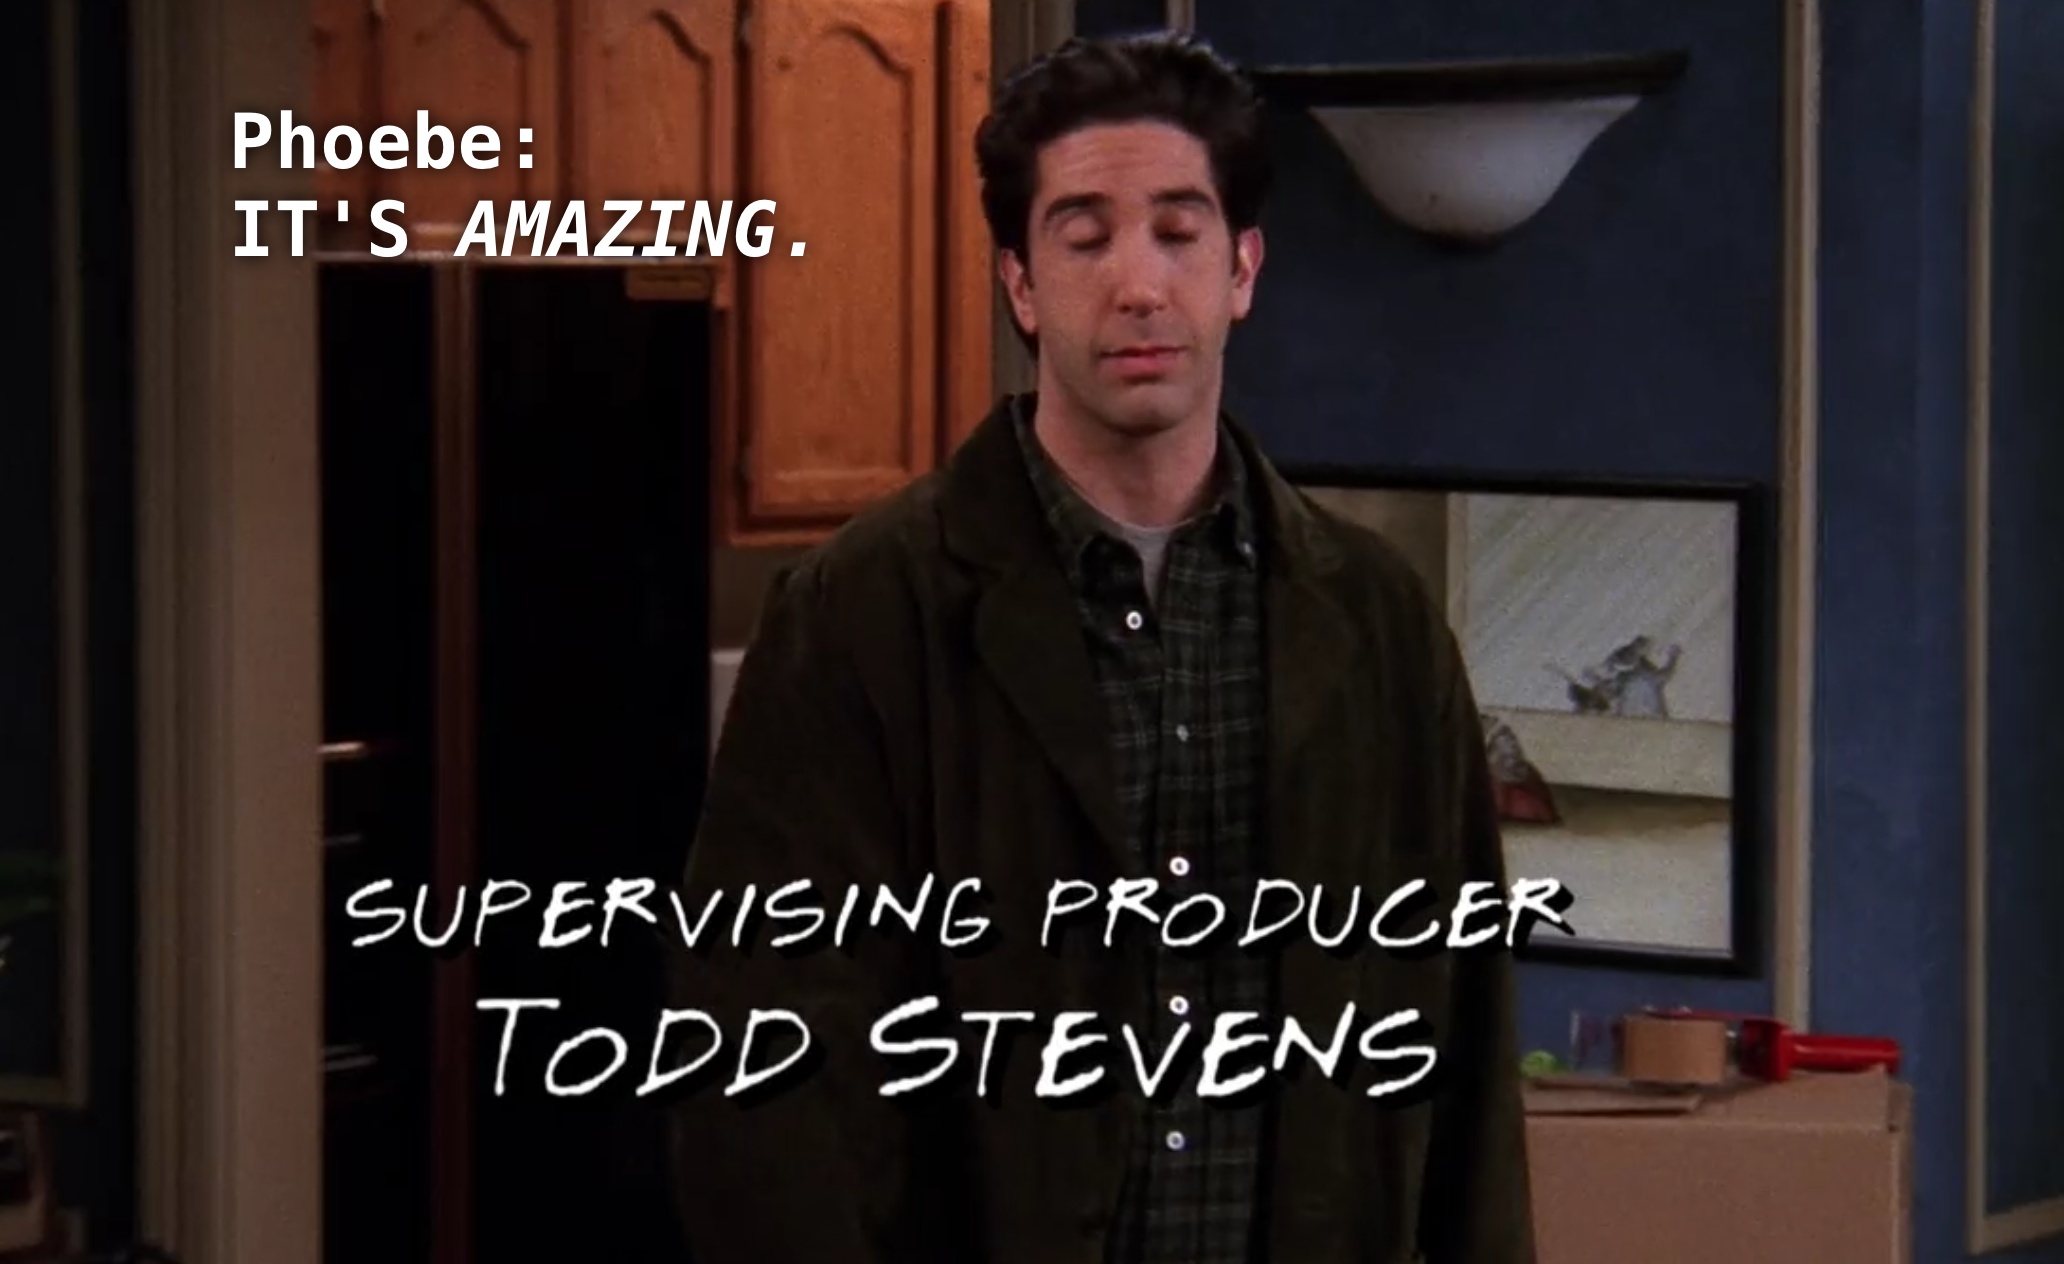 Phoebe:
IT'S AMAZING.
SUPERVISING PRODUCER
TODD STEVENS